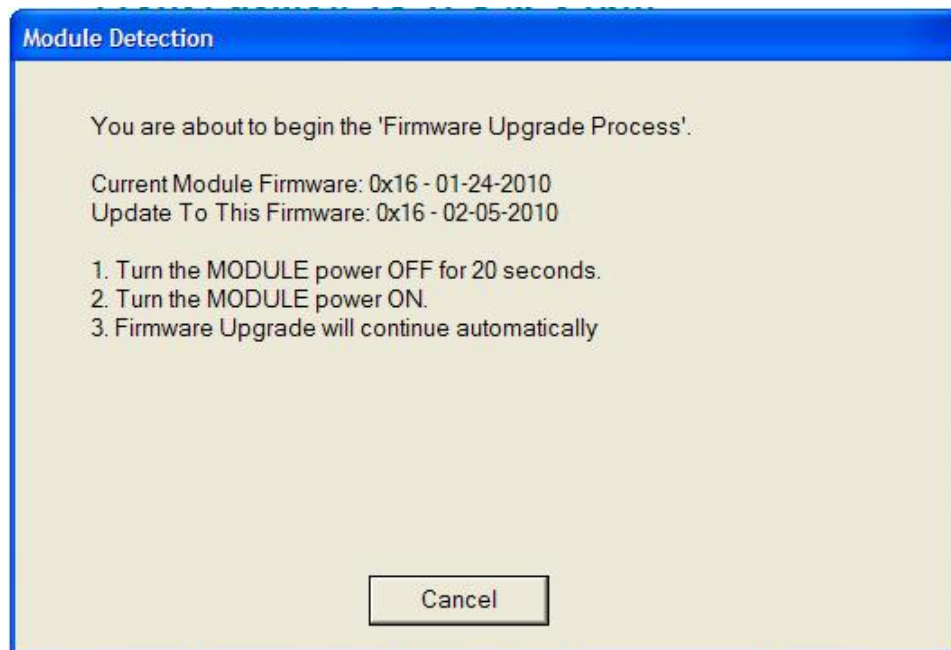 Module Detection
You are about to begin the 'Firmware Upgrade Process'.
Current Module Firmware: 0x16 - 01-24-2010
Update To This Firmware: 0x16 - 02-05-2010
1. Turn the MODULE power OFF for 20 seconds.
2. Turn the MODULE power ON.
3. Firmware Upgrade will continue automatically
Cancel